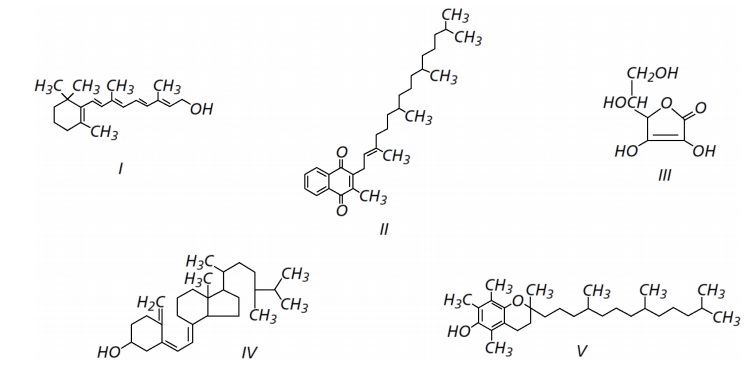 H₃C CH₃ CH₃ CH₃
OH
CH₃
I
CH₃
CH₃
CH₃
CH₃
CH₃
O
CH₃
O
II
CH₂OH
HOCH O O
HO OH
III
H₃C
H₃C
CH₃
CH₃
CH₃
H₂C
HO
IV
CH₃
H₃C O CH₃ CH₃ CH₃ CH₃
HO
CH₃
CH₃
V